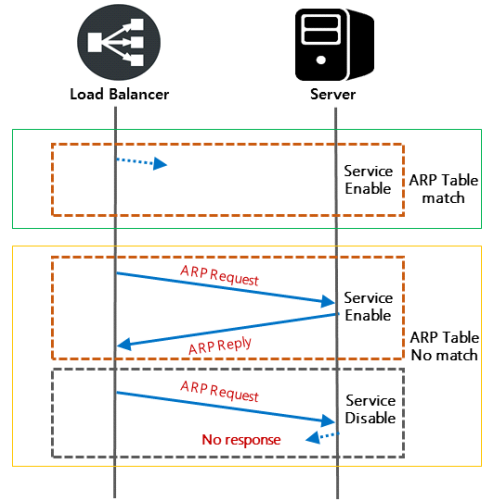 Load Balancer
Server
Service
Enable
ARP Table
match
ARP Request
Service
Enable
ARP Reply
ARP Table
No match
ARP Request
Service
Disable
No response